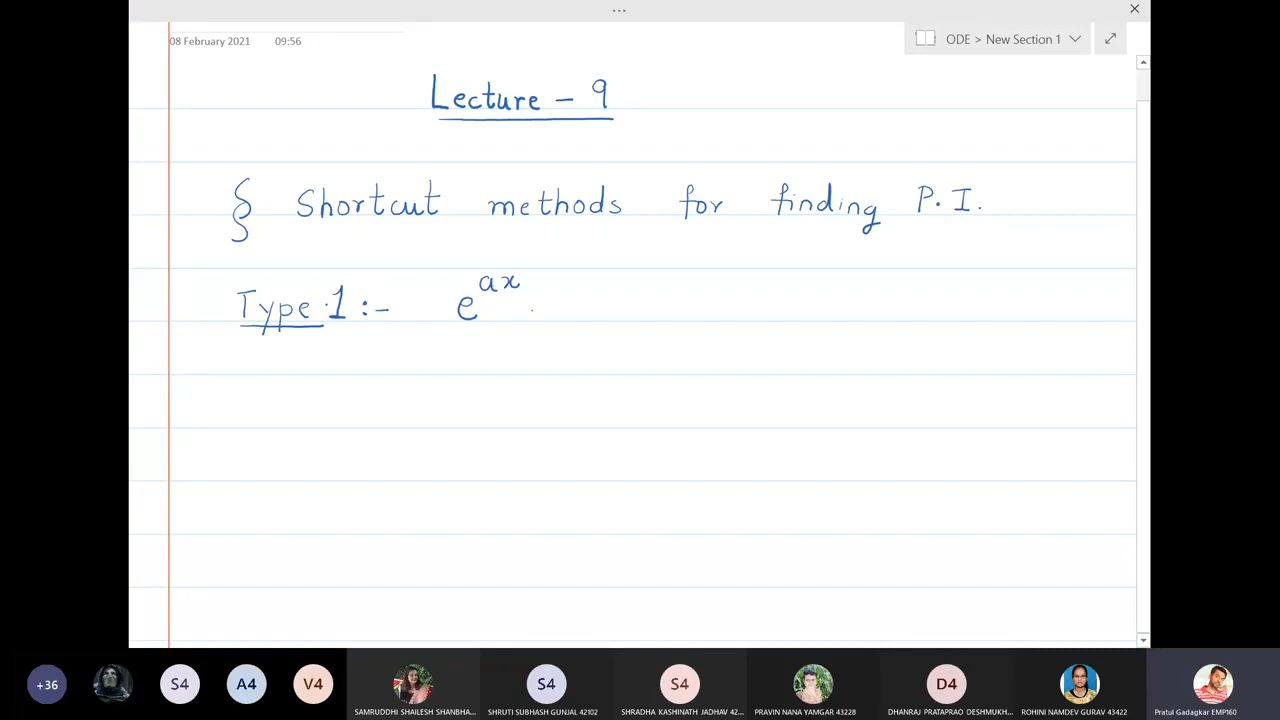 ...
08 February 2021 09:56
ODE > New Section 1
Lecture - 9
§ Shortcut methods for finding P.I.
Type 1 :- e^ax
+36 S4 A4 V4 S4 S4 D4
SAMRUDDHI SHAILESH SHANBHA... SHRUTI SUBHASH GUNJAL 42102 SHRADHA KASHINATH JADHAV 42... PRAVIN NANA YAMGAR 43228 DHANRAJ PRATAPRAO DESHMUKH... ROHINI NAMDEV GURAV 43422 Pratul Gadagkar EMP160